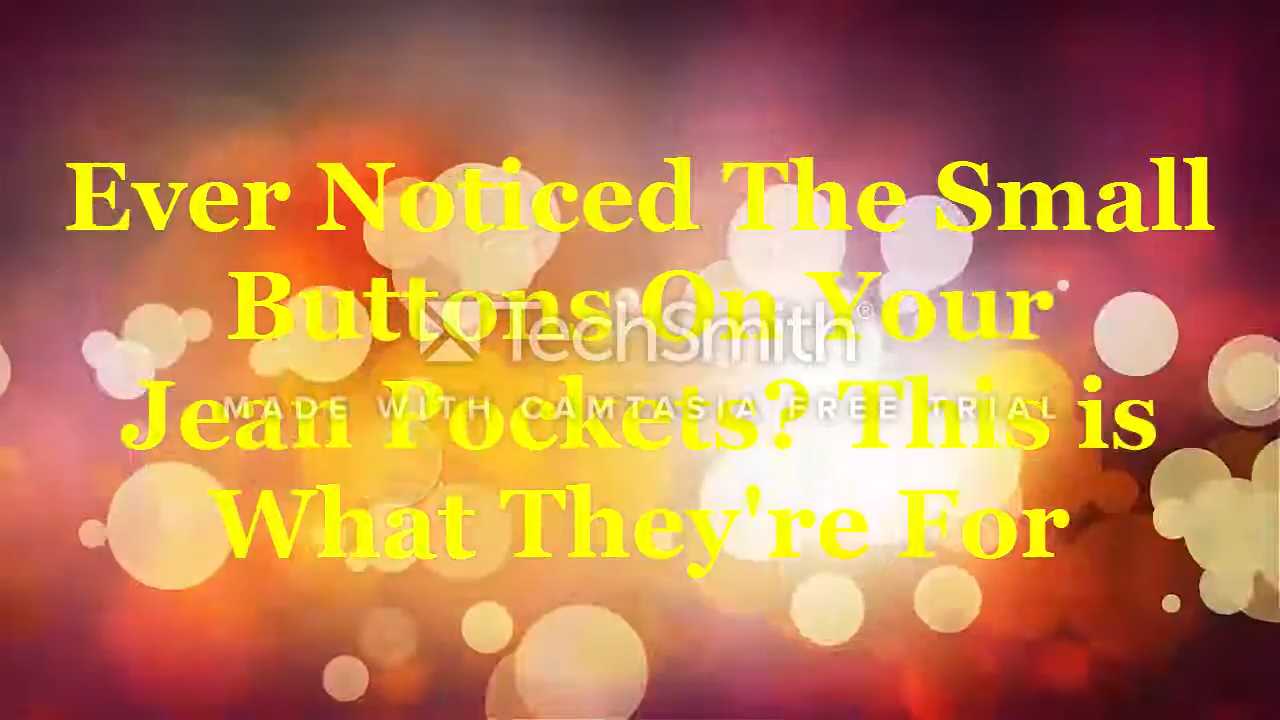 Ever Noticed The Small
Buttons On Your
TechSmith®
Jean Pockets? This is
MADE WITH CAMTASIA FREE TRIAL
What They're For